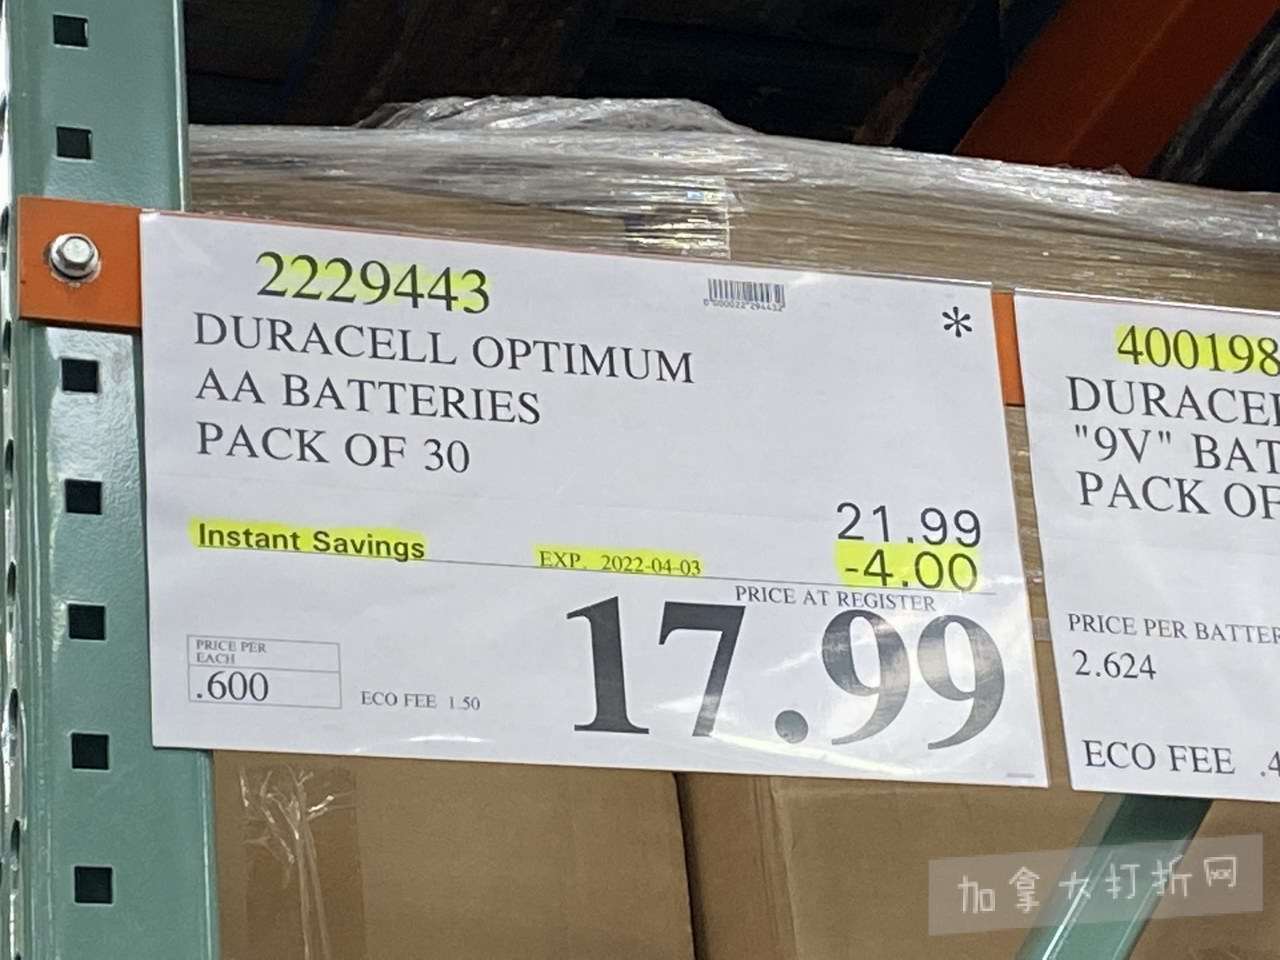 2229443
DURACELL OPTIMUM
AA BATTERIES
PACK OF 30
*
21.99
Instant Savings EXP. 2022-04-03 -4.00
PRICE AT REGISTER
17.99
PRICE PER
EACH
.600
ECO FEE 1.50
400198
DURACEL
"9V" BAT
PACK OF
PRICE PER BATTER
2.624
ECO FEE .4
加拿大打折网